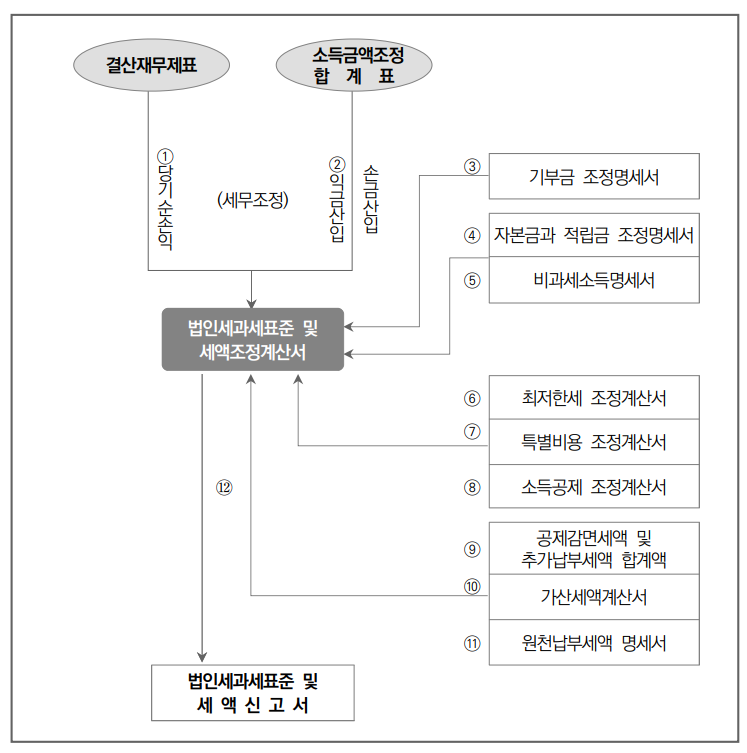 결산재무제표
소득금액조정
합 계 표
① 당기순손익
(세무조정)
② 익금산입
손금산입
③ 기부금 조정명세서
④ 자본금과 적립금 조정명세서
⑤ 비과세소득명세서
법인세과세표준 및
세액조정계산서
⑥ 최저한세 조정계산서
⑦ 특별비용 조정계산서
⑧ 소득공제 조정계산서
⑫
⑨ 공제감면세액 및
추가납부세액 합계액
⑩ 가산세액계산서
⑪ 원천납부세액 명세서
법인세과세표준 및
세 액 신 고 서